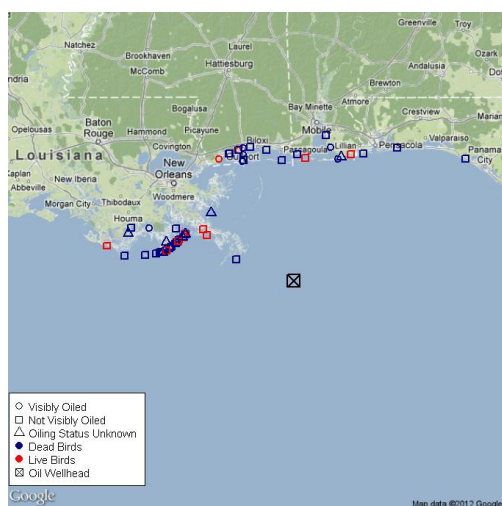 Natchez
Brookhaven
McComb
Laurel
Hattiesburg
Greenville
Troy
Andalusia
Brewton
Bay Minette
Atmore
Crestview
Bogalusa
Picayune
Mobile
Baton
Rouge
Hammond
Covington
Biloxi
Gulfport
Pascagoula
Lillian
Pensacola
Valparaiso
Panama
City
Opelousas
Louisiana
Kaplan
Abbeville
New Iberia
New
Orleans
Woodmere
Morgan City
Thibodaux
Houma
Visibly Oiled
Not Visibly Oiled
Oiling Status Unknown
Dead Birds
Live Birds
Oil Wellhead
Google
Map data ©2012 Google